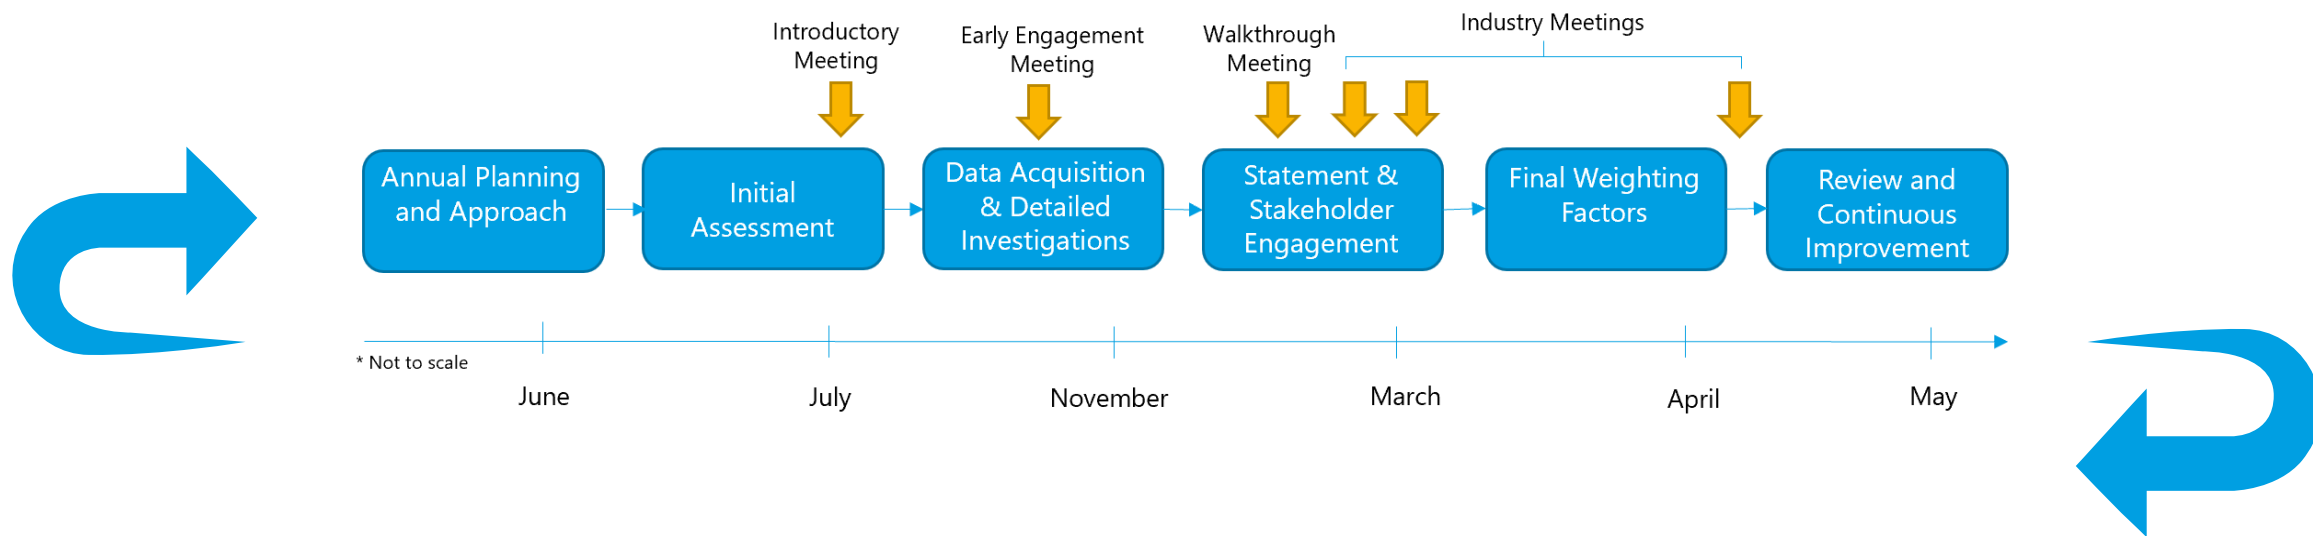 Introductory
Meeting
Early Engagement
Meeting
Walkthrough
Meeting
Industry Meetings
Annual Planning
and Approach
Initial
Assessment
Data Acquisition
& Detailed
Investigations
Statement &
Stakeholder
Engagement
Final Weighting
Factors
Review and
Continuous
Improvement
* Not to scale
June
July
November
March
April
May